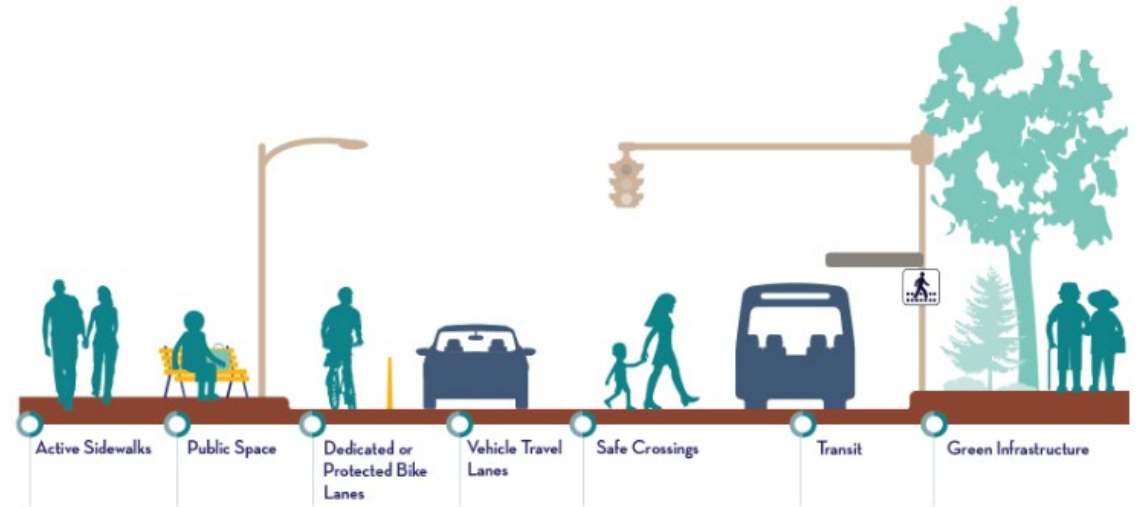 Active Sidewalks
Public Space
Dedicated or
Protected Bike
Lanes
Vehicle Travel
Lanes
Safe Crossings
Transit
Green Infrastructure